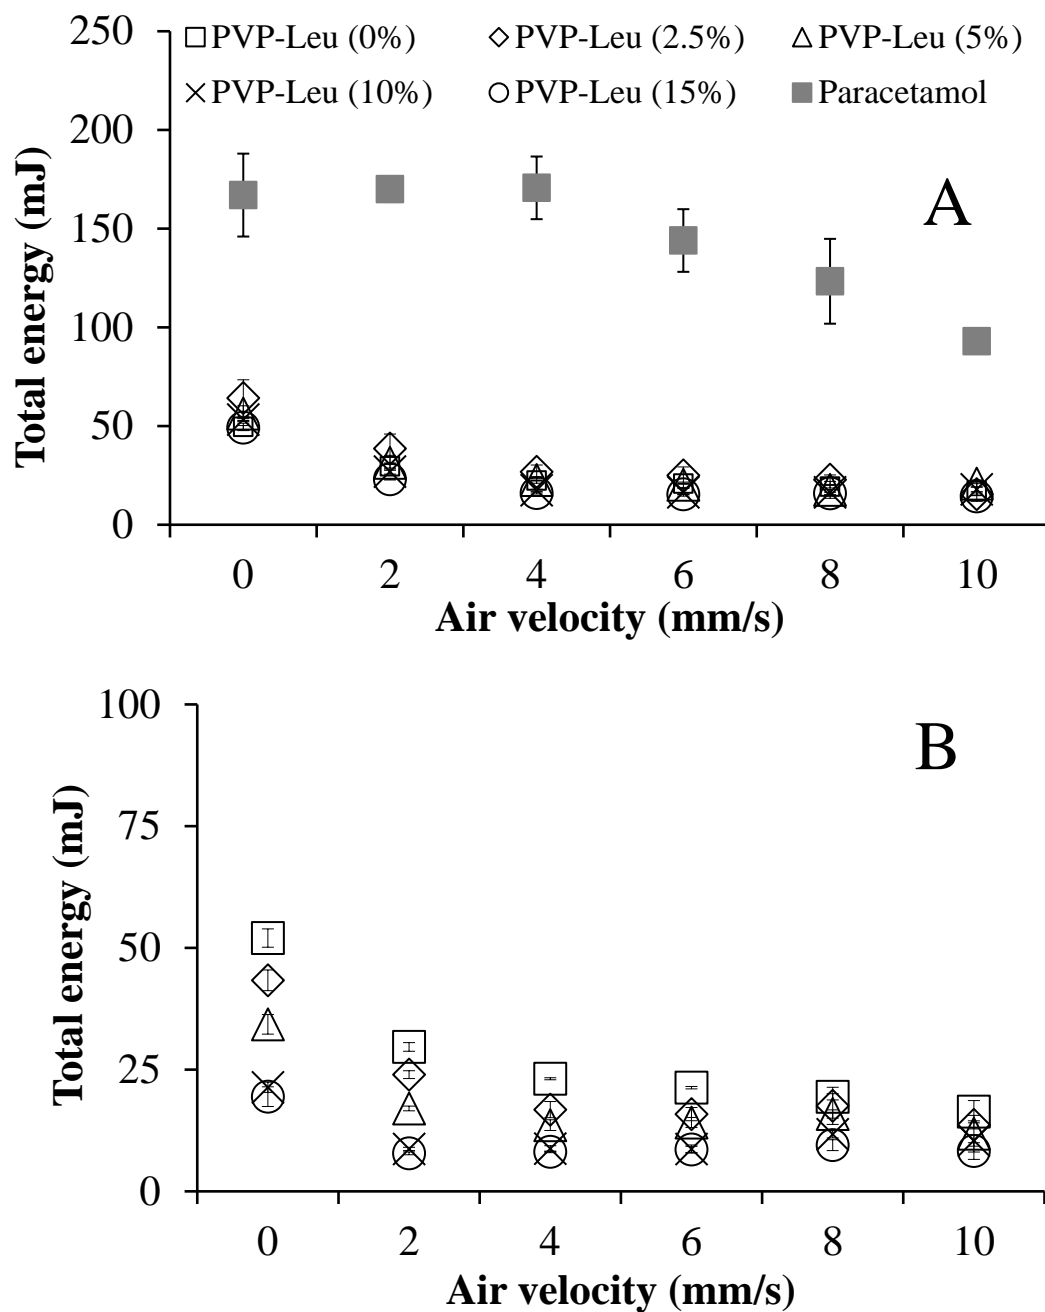 250
PVP-Leu (0%) PVP-Leu (2.5%) PVP-Leu (5%)
PVP-Leu (10%) PVP-Leu (15%) Paracetamol
200
A
150
100
50
0
Total energy (mJ)
0 2 4 6 8 10
Air velocity (mm/s)
100
B
75
50
25
0
Total energy (mJ)
0 2 4 6 8 10
Air velocity (mm/s)